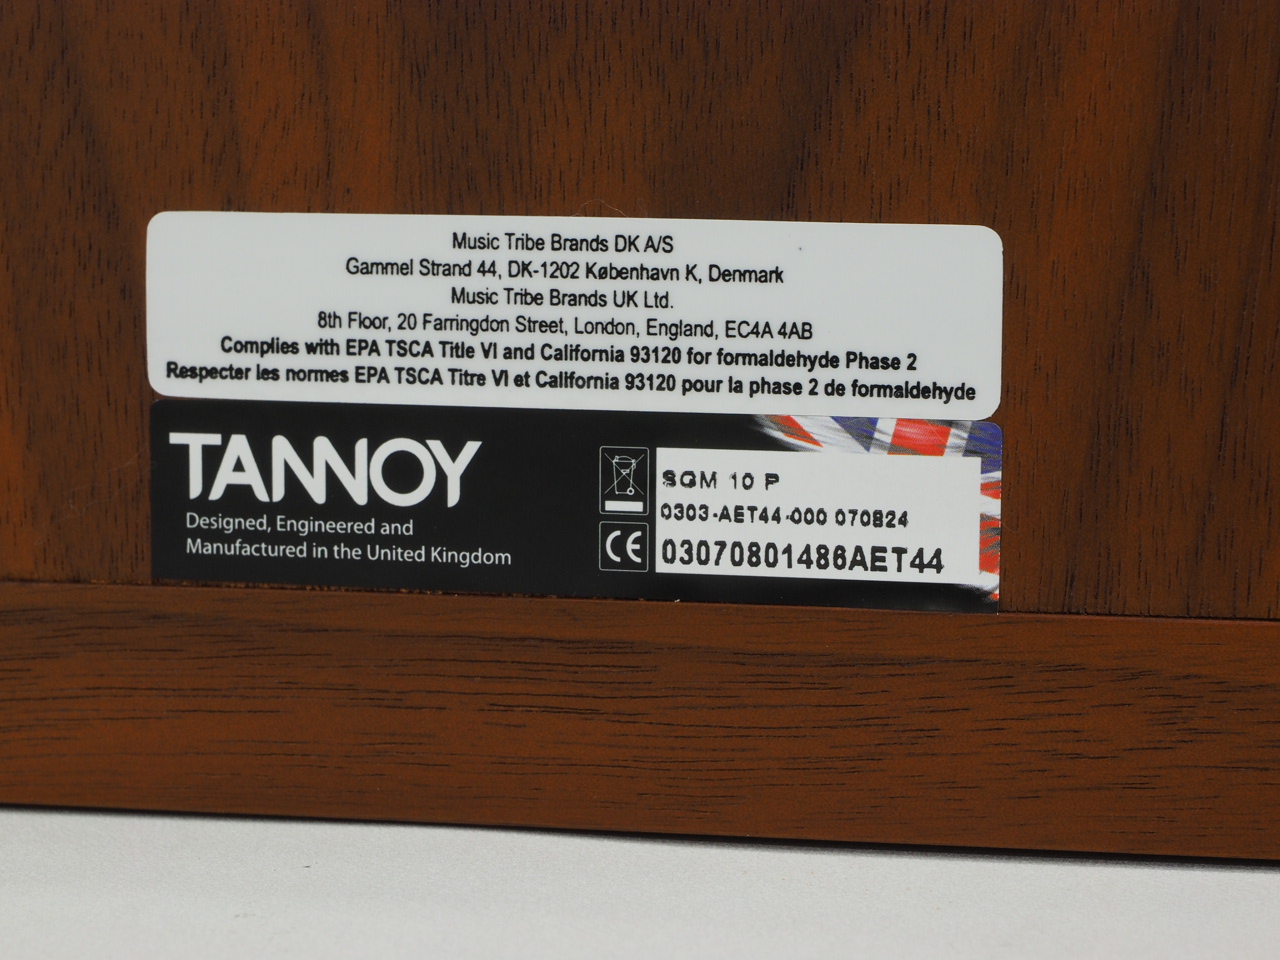 Music Tribe Brands DK A/S
Gammel Strand 44, DK-1202 København K, Denmark
Music Tribe Brands UK Ltd.
8th Floor, 20 Farringdon Street, London, England, EC4A 4AB
Complies with EPA TSCA Title VI and California 93120 for formaldehyde Phase 2
Respecter les normes EPA TSCA Titre VI et California 93120 pour la phase 2 de formaldehyde
TANNOY
Designed, Engineered and
Manufactured in the United Kingdom
CE
SGM 10 P
0303-AET44-000 070824
03070801486AET44